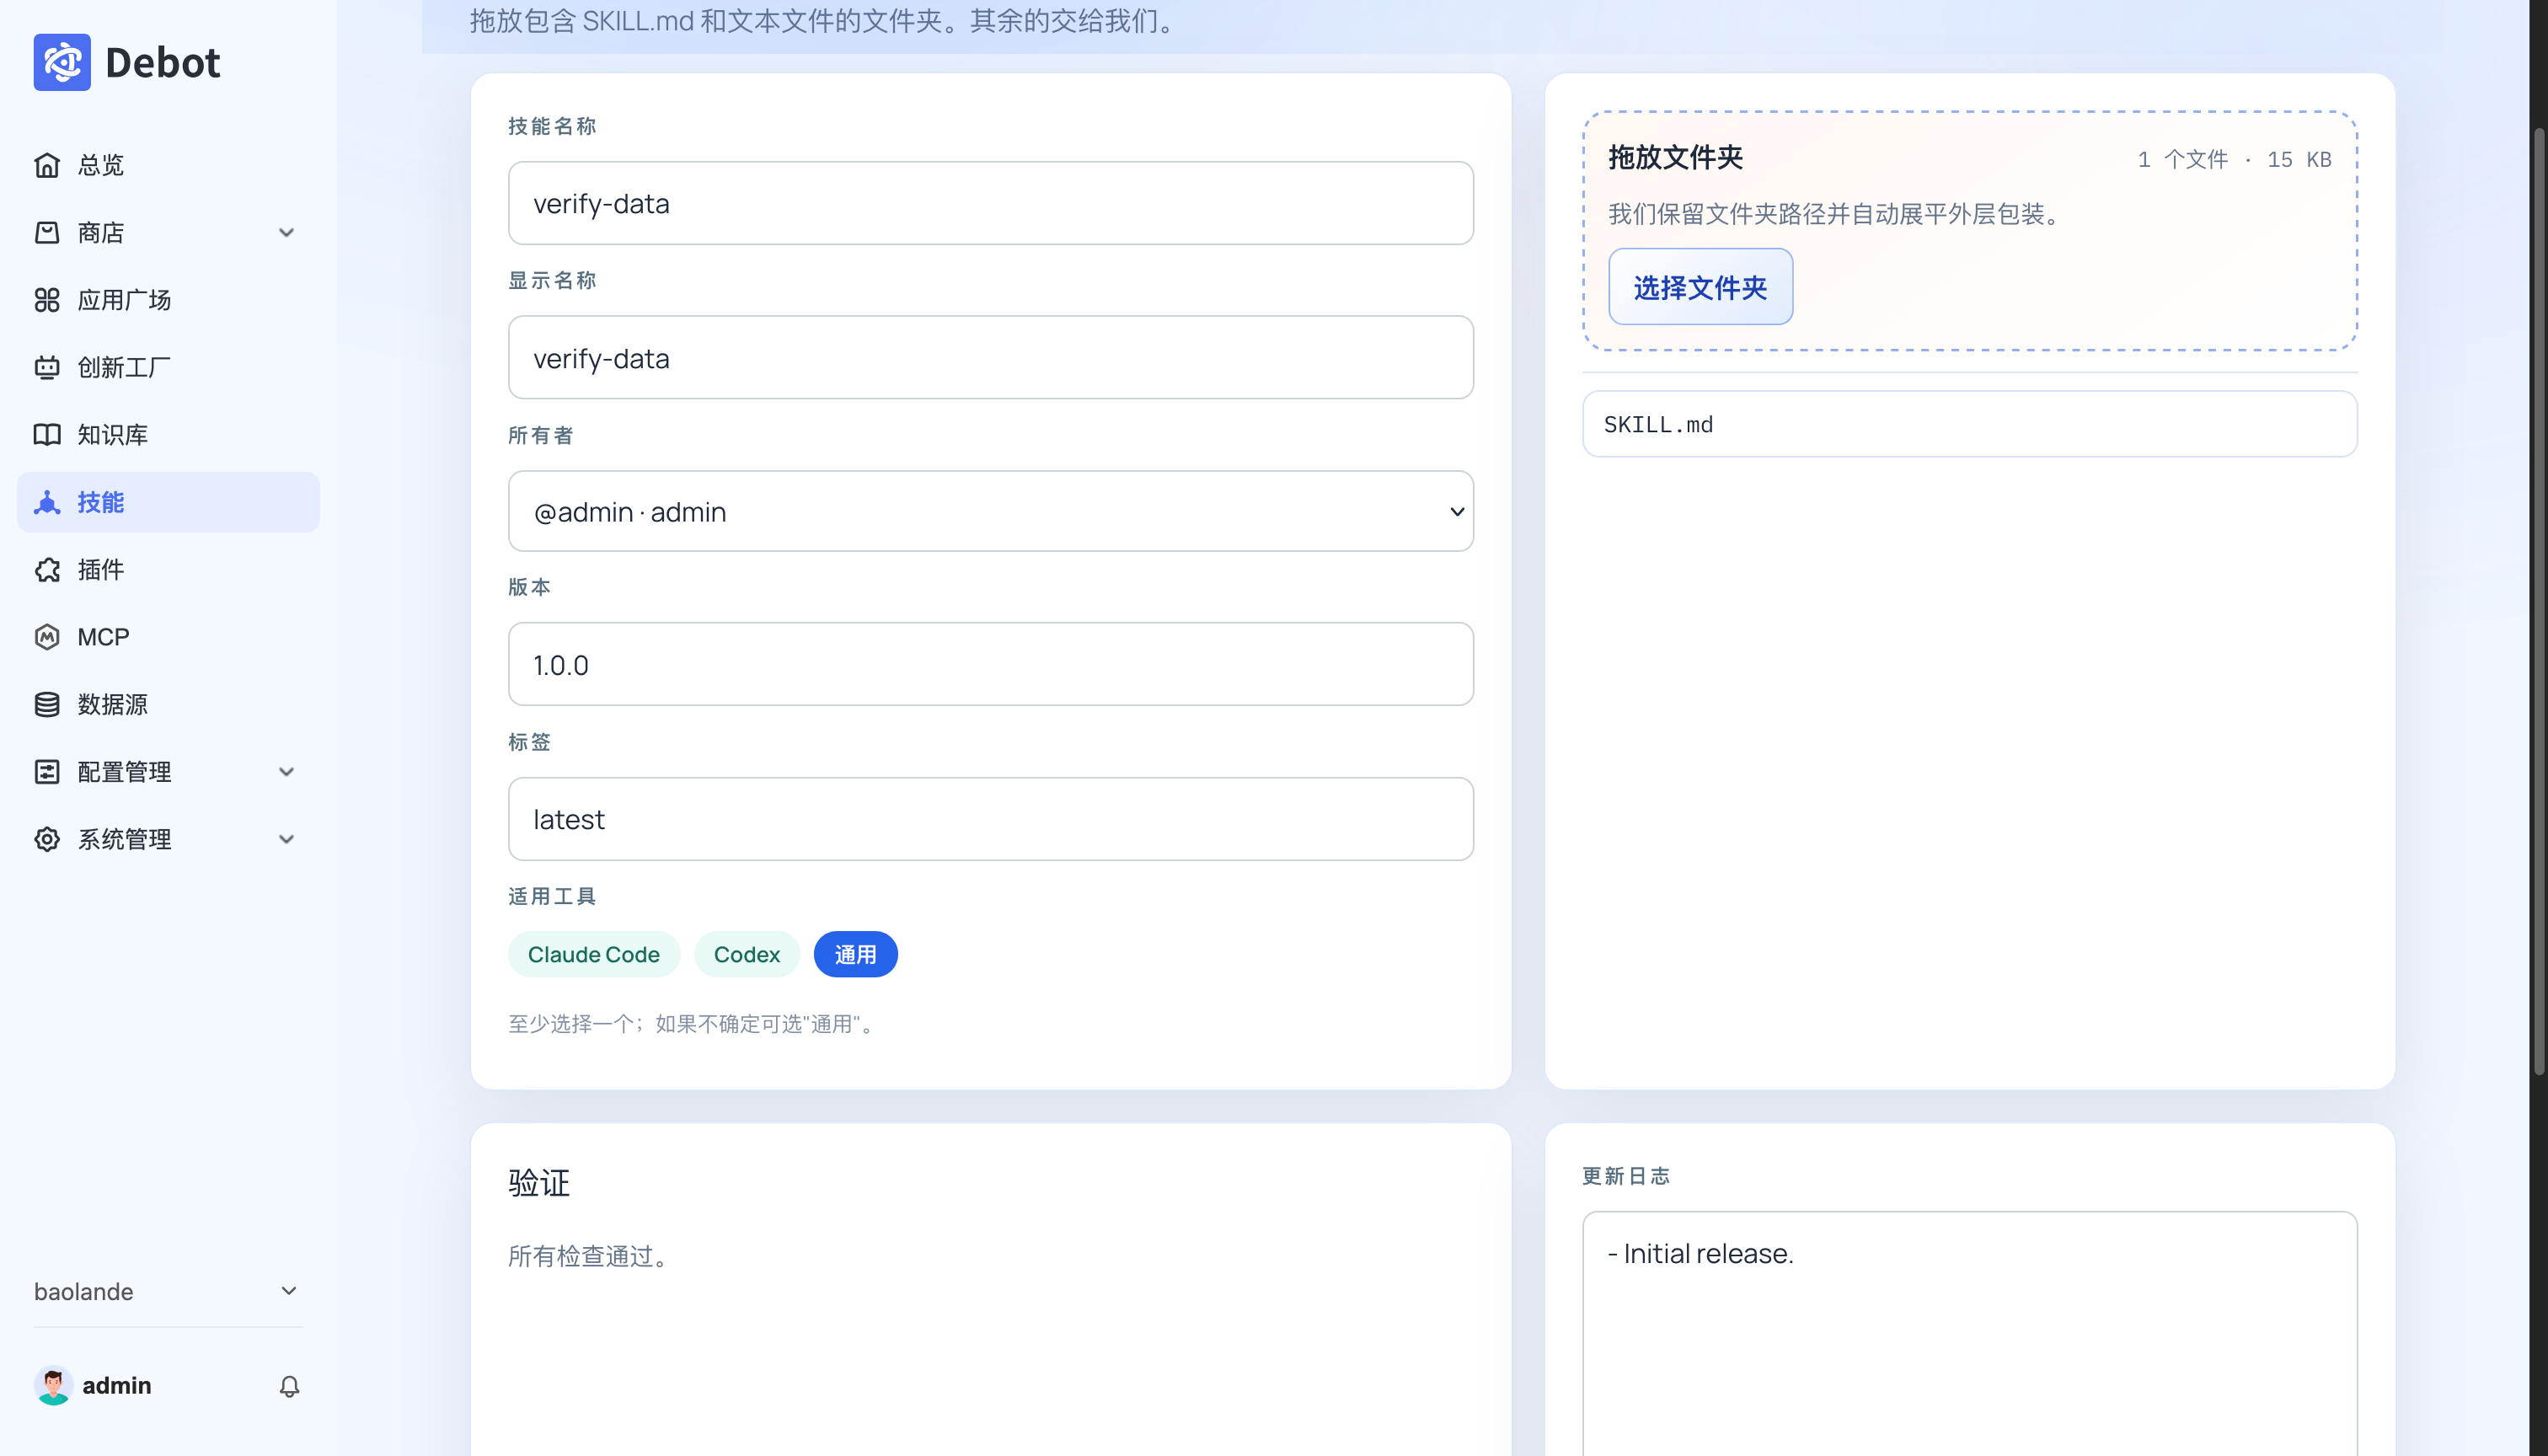 Debot
总览
商店
应用广场
创新工厂
知识库
技能
插件
MCP
数据源
配置管理
系统管理
baolande
admin
拖放包含 SKILL.md 和文本文件的文件夹。其余的交给我们。
技能名称
verify-data
显示名称
verify-data
所有者
@admin · admin
版本
1.0.0
标签
latest
适用工具
Claude Code Codex 通用
至少选择一个；如果不确定可选"通用"。
拖放文件夹 1 个文件 · 15 KB
我们保留文件夹路径并自动展平外层包装。
选择文件夹
SKILL.md
验证
所有检查通过。
更新日志
- Initial release.